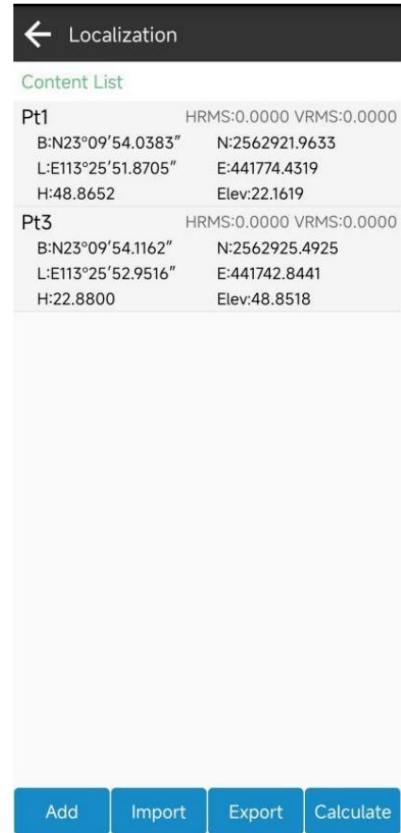 Localization
Content List
Pt1 HRMS:0.0000 VRMS:0.0000
B:N23°09′54.0383″ N:2562921.9633
L:E113°25′51.8705″ E:441774.4319
H:48.8652 Elev:22.1619
Pt3 HRMS:0.0000 VRMS:0.0000
B:N23°09′54.1162″ N:2562925.4925
L:E113°25′52.9516″ E:441742.8441
H:22.8800 Elev:48.8518
Add Import Export Calculate